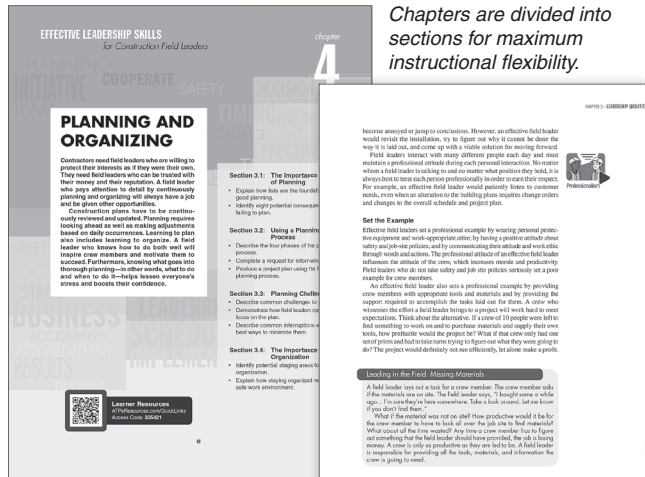 Chapters are divided into
sections for maximum
instructional flexibility.
EFFECTIVE LEADERSHIP SKILLS
for Construction Field Leaders
chapter
4
PLANNING
INITIATIVE
COOPERATE
SAFETY
PLANNING AND
ORGANIZING
Contractors need field leaders who are willing to
protect their interests as if they were their own.
They need field leaders who can be trusted with
their money and their reputation. A field leader
who pays attention to detail by continuously
planning and organizing will always have a job
and be given other opportunities.
Construction plans have to be continu-
ously reviewed and updated. Planning requires
looking ahead as well as making adjustments
based on daily occurrences. Learning to plan
also includes learning to organize. A field
leader who knows how to do both well will
inspire crew members and motivate them to
succeed. Furthermore, knowing what goes into
thorough planning—in other words, what to do
and when to do it—helps lessen everyone's
stress and boosts their confidence.
Section 3.1: The Importance
of Planning
• Explain how lists are the foundati
good planning.
• Identify eight potential consequen
failing to plan.
Section 3.2: Using a Planning
Process
• Describe the four phases of the p
process.
• Complete a request for informatio
• Produce a project plan using the f
planning process.
Section 3.3: Planning Challen
• Describe common challenges to
• Demonstrate how field leaders ca
focus on the plan.
• Describe common interruptions a
best ways to minimize them.
Section 3.4: The Importance
Organization
• Identify potential staging areas fo
organization.
• Explain how staying organized re
safe work environment.
BUSINESS
ACCOMPLISH
RESULTS
Learner Resources
ATPeResources.com/QuickLinks
Access Code: 935421
become annoyed or jump to conclusions. However, an effective field leader
would revisit the installation, try to figure out why it cannot be done the
way it is laid out, and come up with a viable solution for moving forward.
Field leaders interact with many different people each day and must
maintain a professional attitude during each personal interaction. No matter
whom a field leader is talking to and no matter what position they hold, it is
always best to treat each person professionally in order to earn their respect.
For example, an effective field leader would patiently listen to customer
needs, even when an alteration to the building plans requires change orders
and changes to the overall schedule and project plan.
Professionalism
Set the Example
Effective field leaders set a professional example by wearing personal protec-
tive equipment and work-appropriate attire; by having a positive attitude about
safety and job-site policies; and by communicating their attitude and work ethic
through words and actions. The professional attitude of an effective field leader
influences the attitude of the crew, which increases morale and productivity.
Field leaders who do not take safety and job site policies seriously set a poor
example for crew members.
An effective field leader also sets a professional example by providing
crew members with appropriate tools and materials and by providing the
support required to accomplish the tasks laid out for them. A crew who
witnesses the effort a field leader brings to a project will work hard to meet
expectations. Think about the alternative. If a crew of 10 people were left to
find something to work on and to purchase materials and supply their own
tools, how profitable would the project be? What if that crew only had one
set of prints and had to take turns trying to figure out what they were going to
do? The project would definitely not run efficiently, let alone make a profit.
Leading in the Field: Missing Materials
A field leader lays out a task for a crew member. The crew member asks
if the materials are on site. The field leader says, "I bought some a while
ago... I'm sure they're here somewhere. Take a look around. Let me know
if you don't find them."
What if the material was not on site? How productive would it be for
the crew member to have to look all over the job site to find materials?
What about all the time wasted? Any time a crew member has to figure
out something that the field leader should have provided, the job is losing
money. A crew is only as productive as they are led to be. A field leader
is responsible for providing all the tools, materials, and information the
crew is going to need.